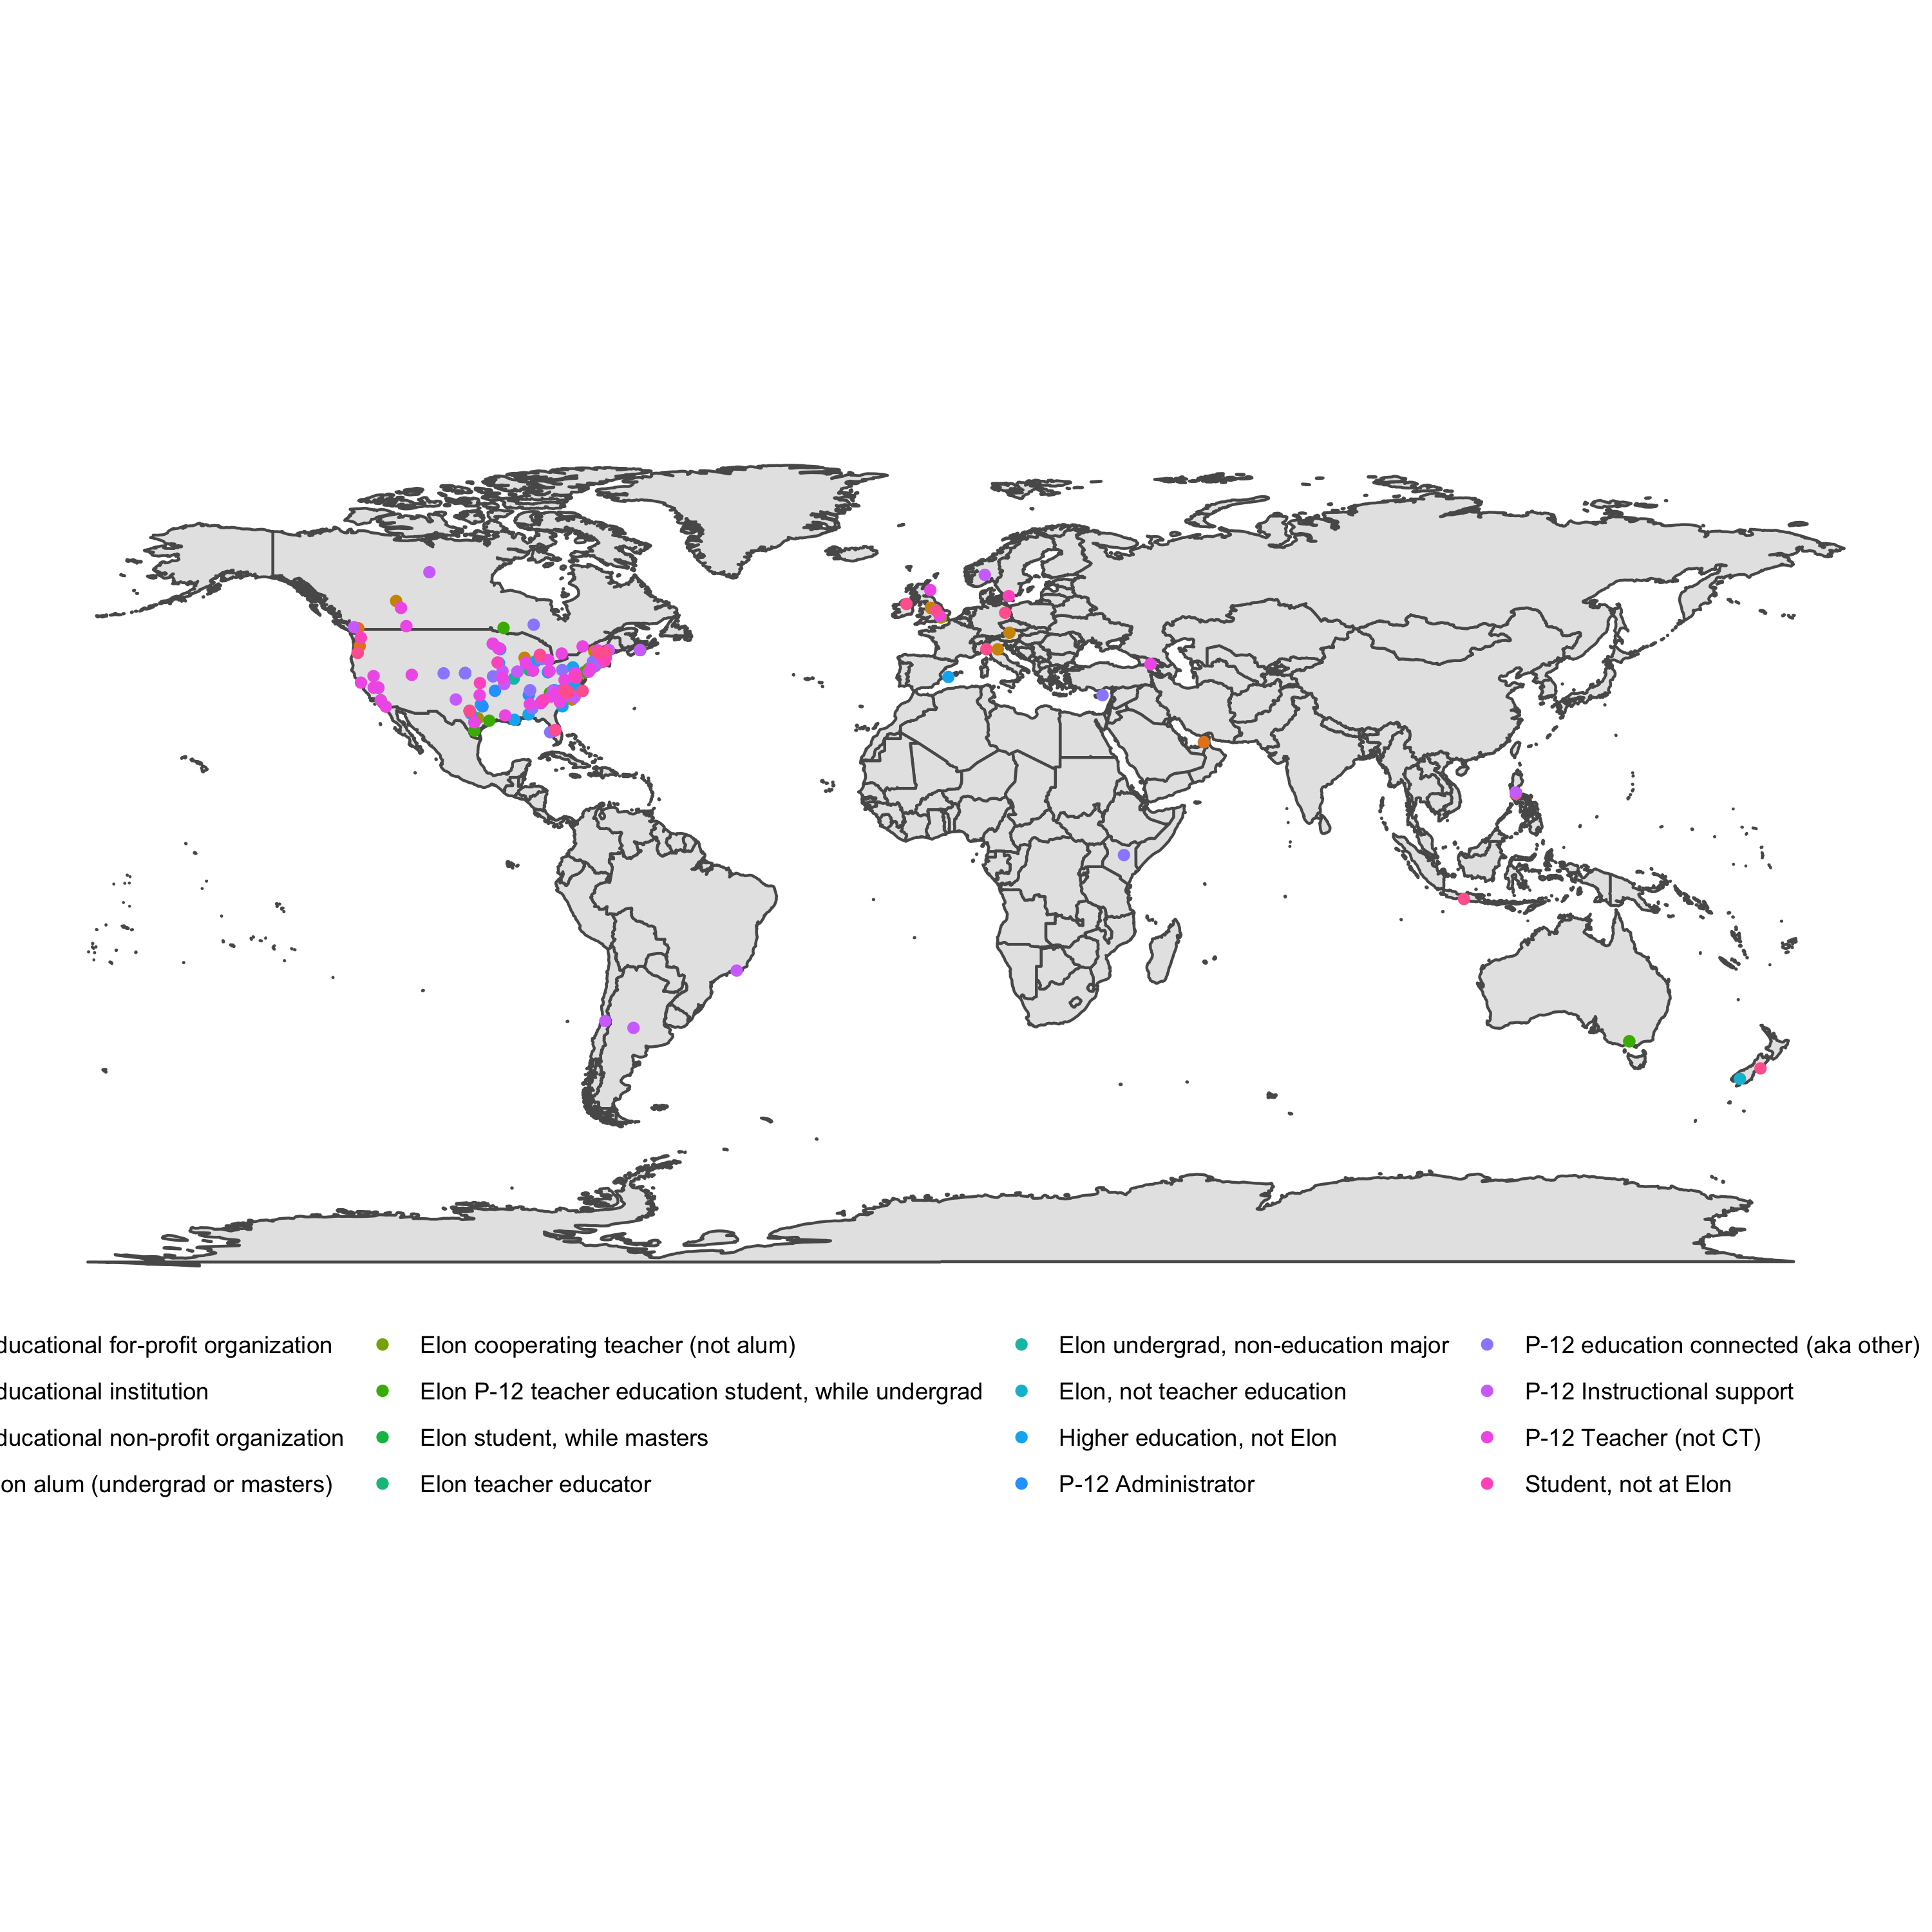 ducational for-profit organization
ducational institution
ducational non-profit organization
on alum (undergrad or masters)
Elon cooperating teacher (not alum)
Elon P-12 teacher education student, while undergrad
Elon student, while masters
Elon teacher educator
Elon undergrad, non-education major
Elon, not teacher education
Higher education, not Elon
P-12 Administrator
P-12 education connected (aka other)
P-12 Instructional support
P-12 Teacher (not CT)
Student, not at Elon